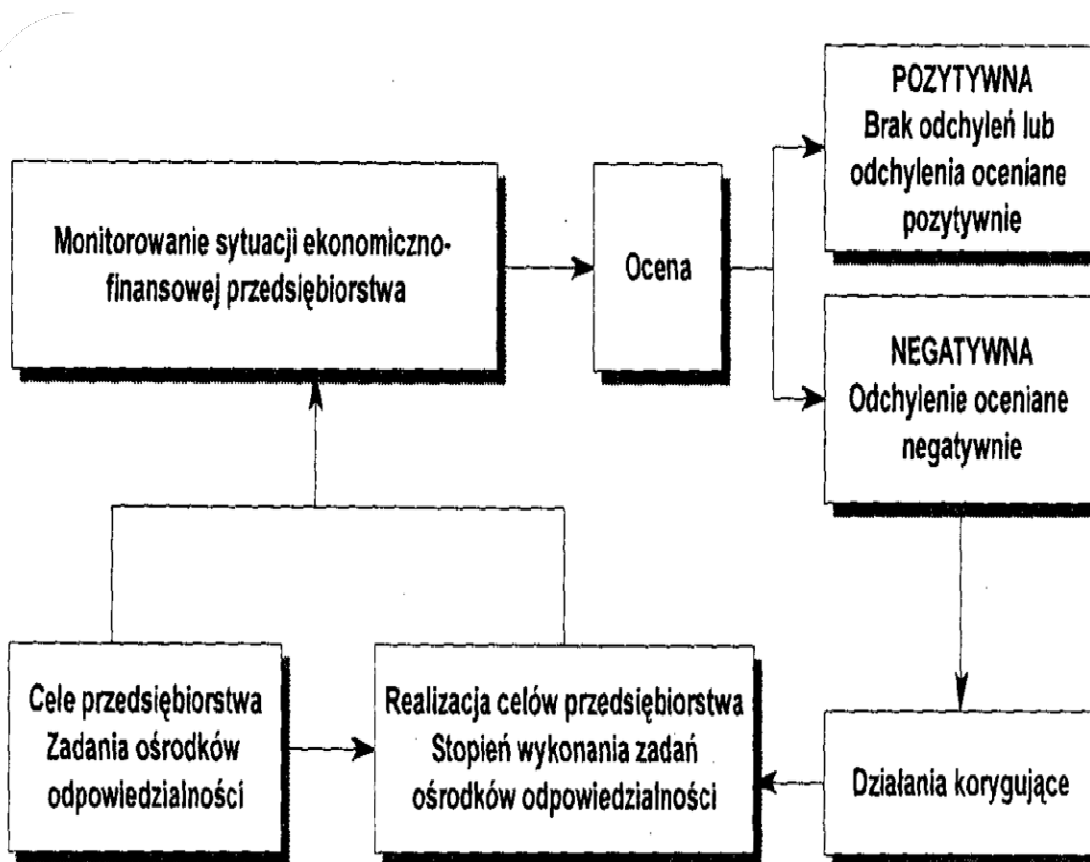 POZYTYWNA
Brak odchyleń lub
odchylenia oceniane
pozytywnie
Monitorowanie sytuacji ekonomiczno-
finansowej przedsiębiorstwa
Ocena
NEGATYWNA
Odchylenie oceniane
negatywnie
Cele przedsiębiorstwa
Zadania ośrodków
odpowiedzialności
Realizacja celów przedsiębiorstwa
Stopień wykonania zadań
ośrodków odpowiedzialności
Działania korygujące